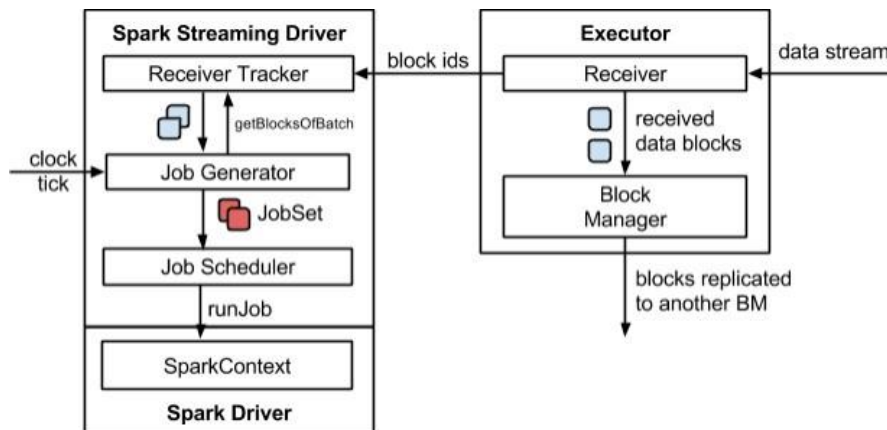 Spark Streaming Driver
Receiver Tracker
getBlocksOfBatch
clock
tick
Job Generator
JobSet
Job Scheduler
runJob
SparkContext
Spark Driver
block ids
Executor
Receiver
data stream
received
data blocks
Block
Manager
blocks replicated
to another BM